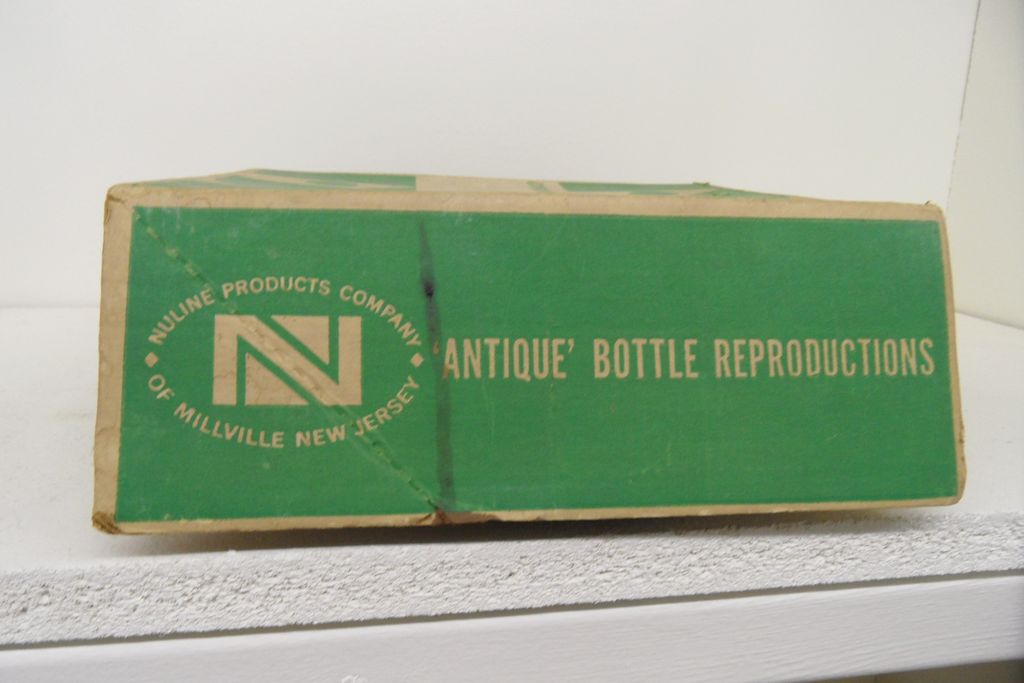 NULINE PRODUCTS COMPANY
OF MILLVILLE NEW JERSEY
N
'ANTIQUE' BOTTLE REPRODUCTIONS